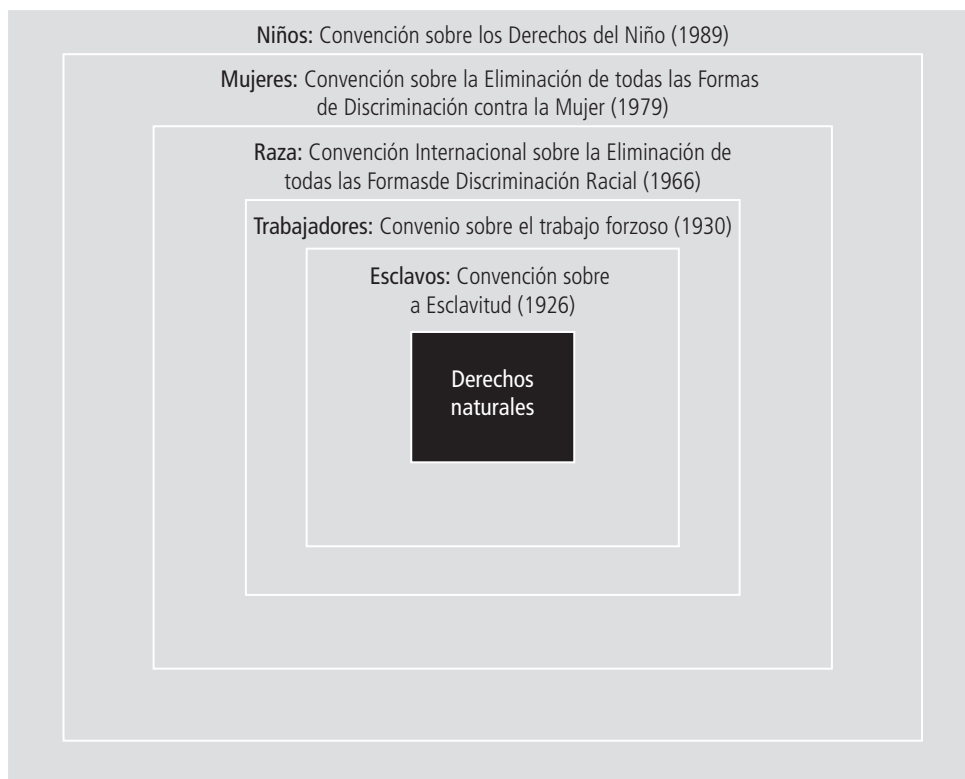 Niños: Convención sobre los Derechos del Niño (1989)
Mujeres: Convención sobre la Eliminación de todas las Formas
de Discriminación contra la Mujer (1979)
Raza: Convención Internacional sobre la Eliminación de
todas las Formasde Discriminación Racial (1966)
Trabajadores: Convenio sobre el trabajo forzoso (1930)
Esclavos: Convención sobre
a Esclavitud (1926)
Derechos
naturales